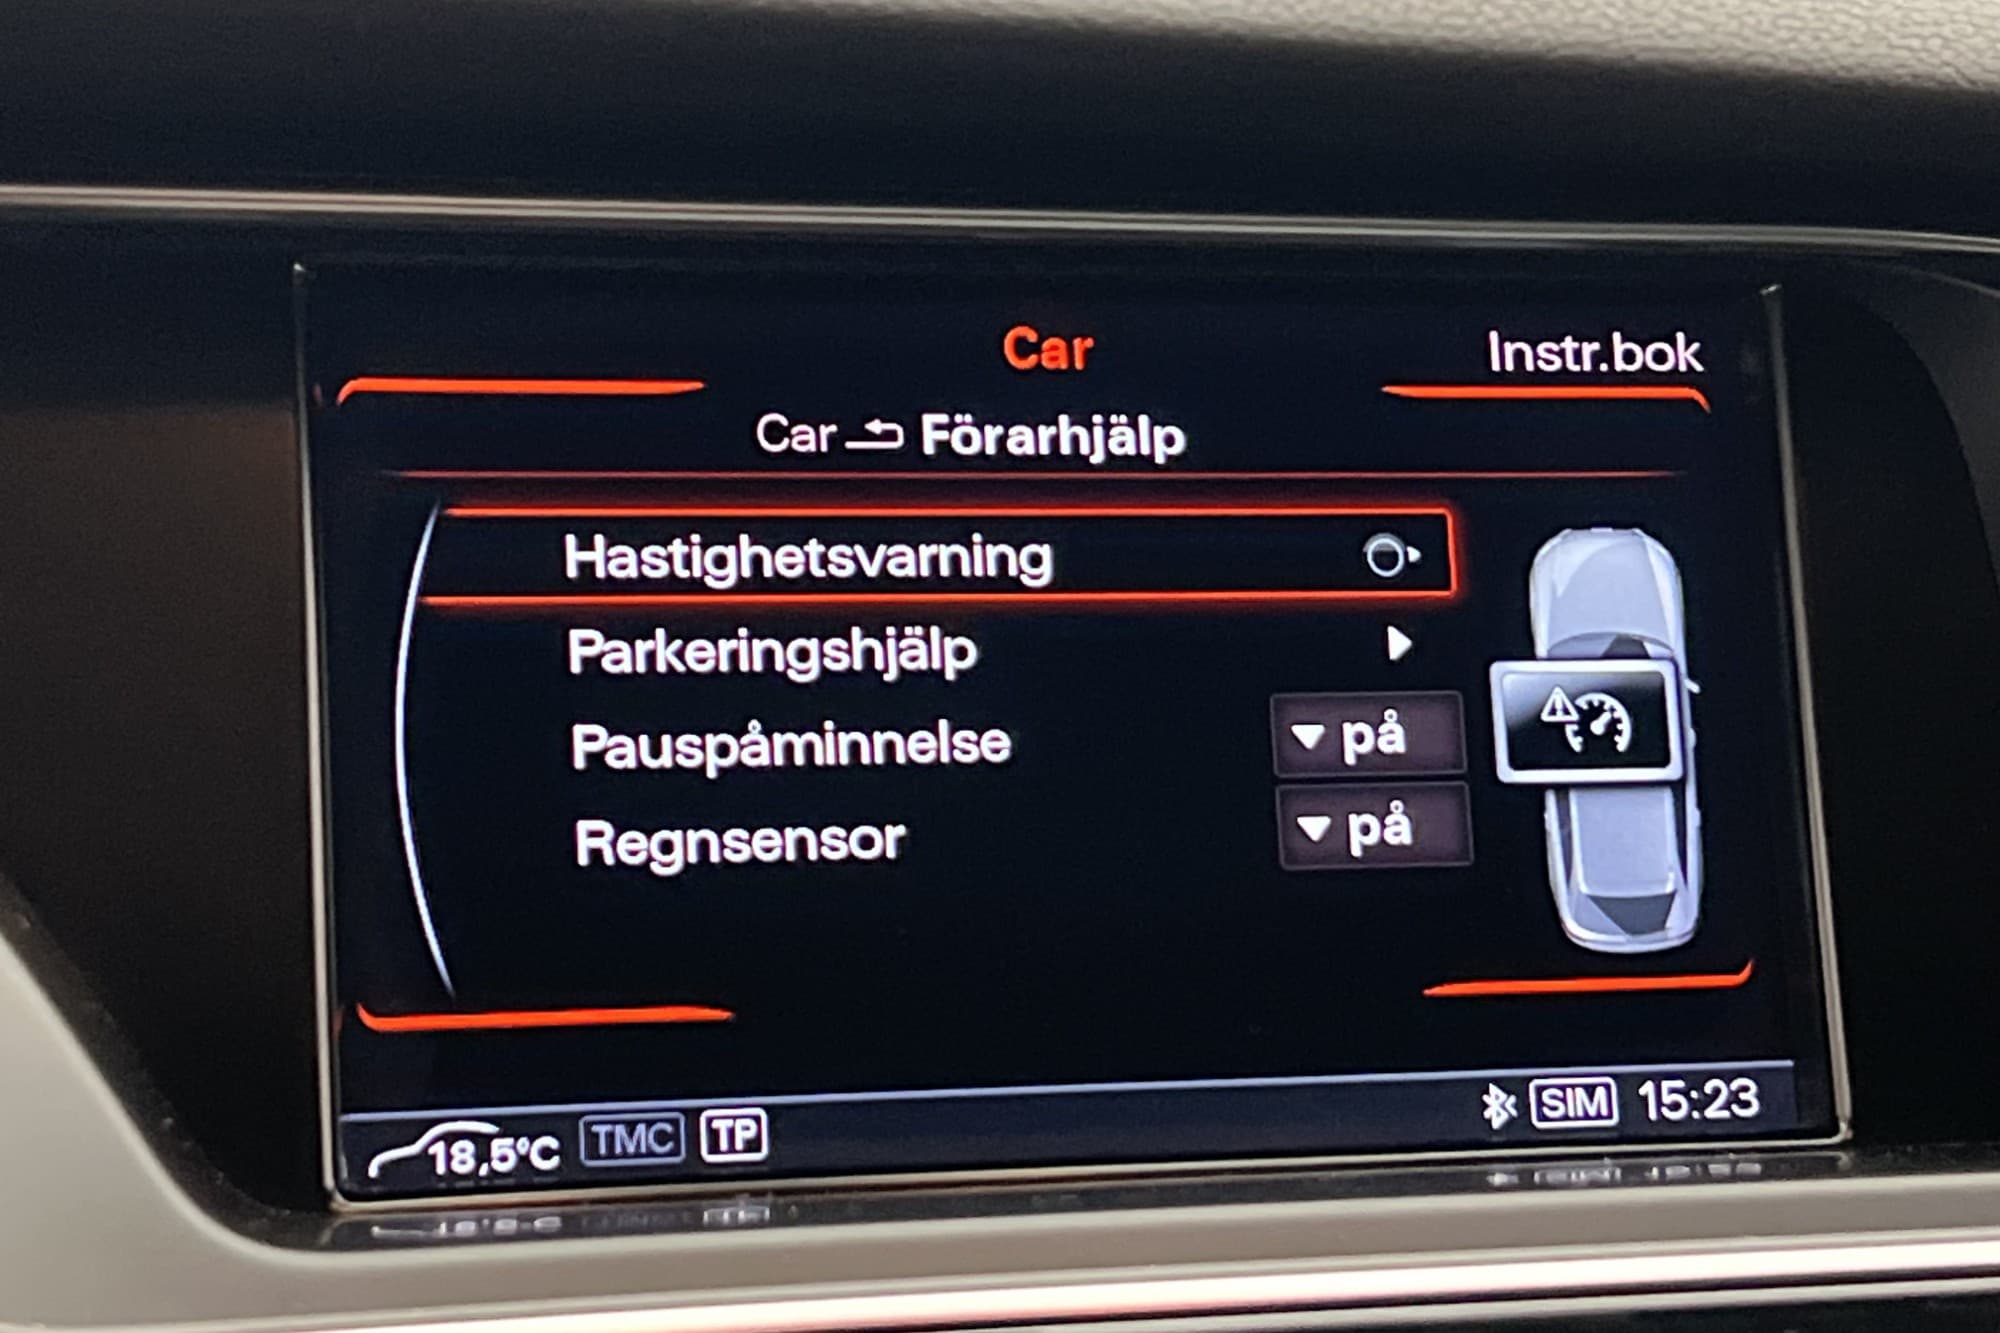 Car
Instr.bok
Car Förarhjälp
Hastighetsvarning
Parkeringshjälp
Pauspåminnelse på
Regnsensor på
18,5°C TMC TP SIM 15:23